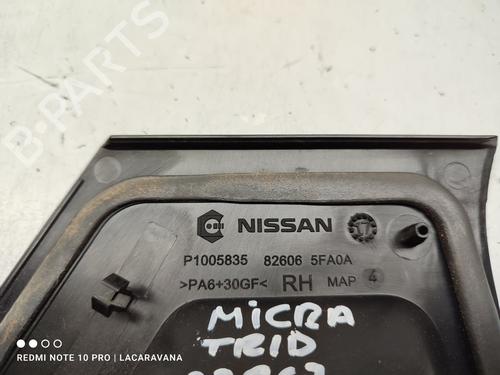 NISSAN
P1005835 82606 5FA0A
>PA6+30GF< RH MAP 4
MICRA
TRID
B-PARTS
REDMI NOTE 10 PRO | LACARAVANA